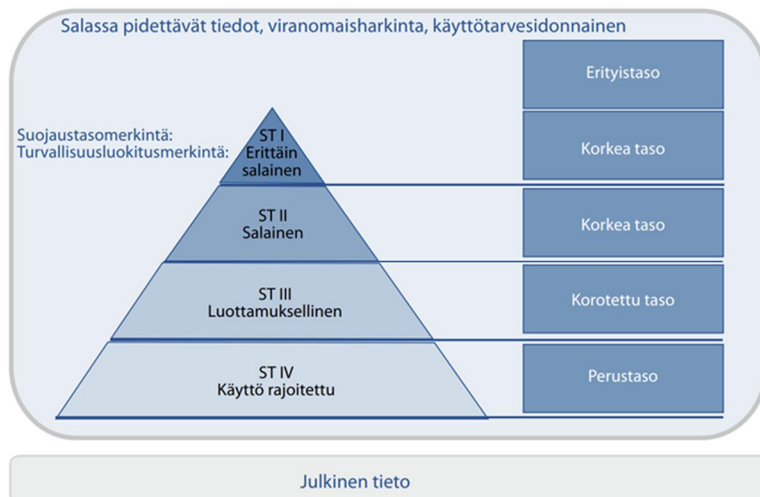 Salassa pidettävät tiedot, viranomaisharkinta, käyttötarvesidonnainen
Erityistaso
Suojaustasomerkintä:
Turvallisuusluokitusmerkintä:
ST I
Erittäin
salainen
Korkea taso
ST II
Salainen
Korkea taso
ST III
Luottamuksellinen
Korotettu taso
ST IV
Käyttö rajoitettu
Perustaso
Julkinen tieto